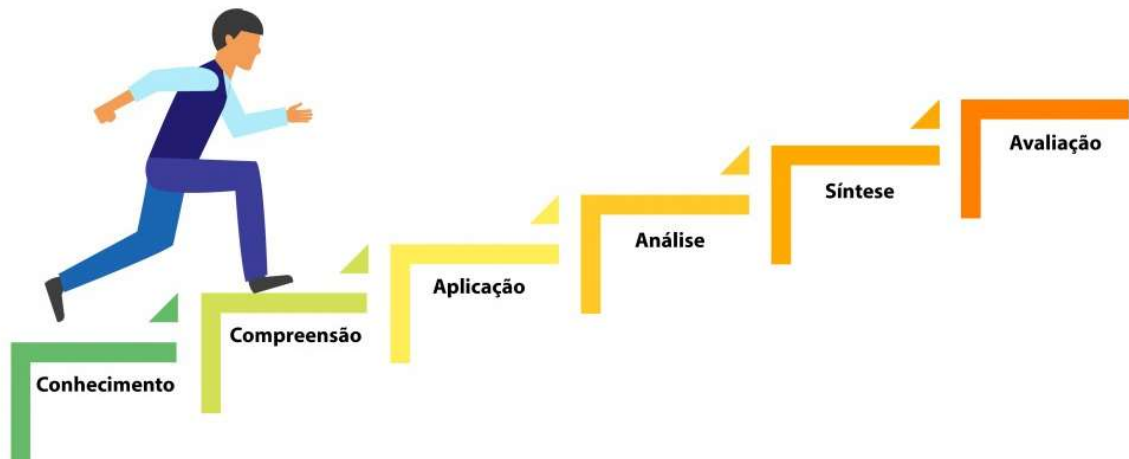 Conhecimento
Compreensão
Aplicação
Análise
Síntese
Avaliação